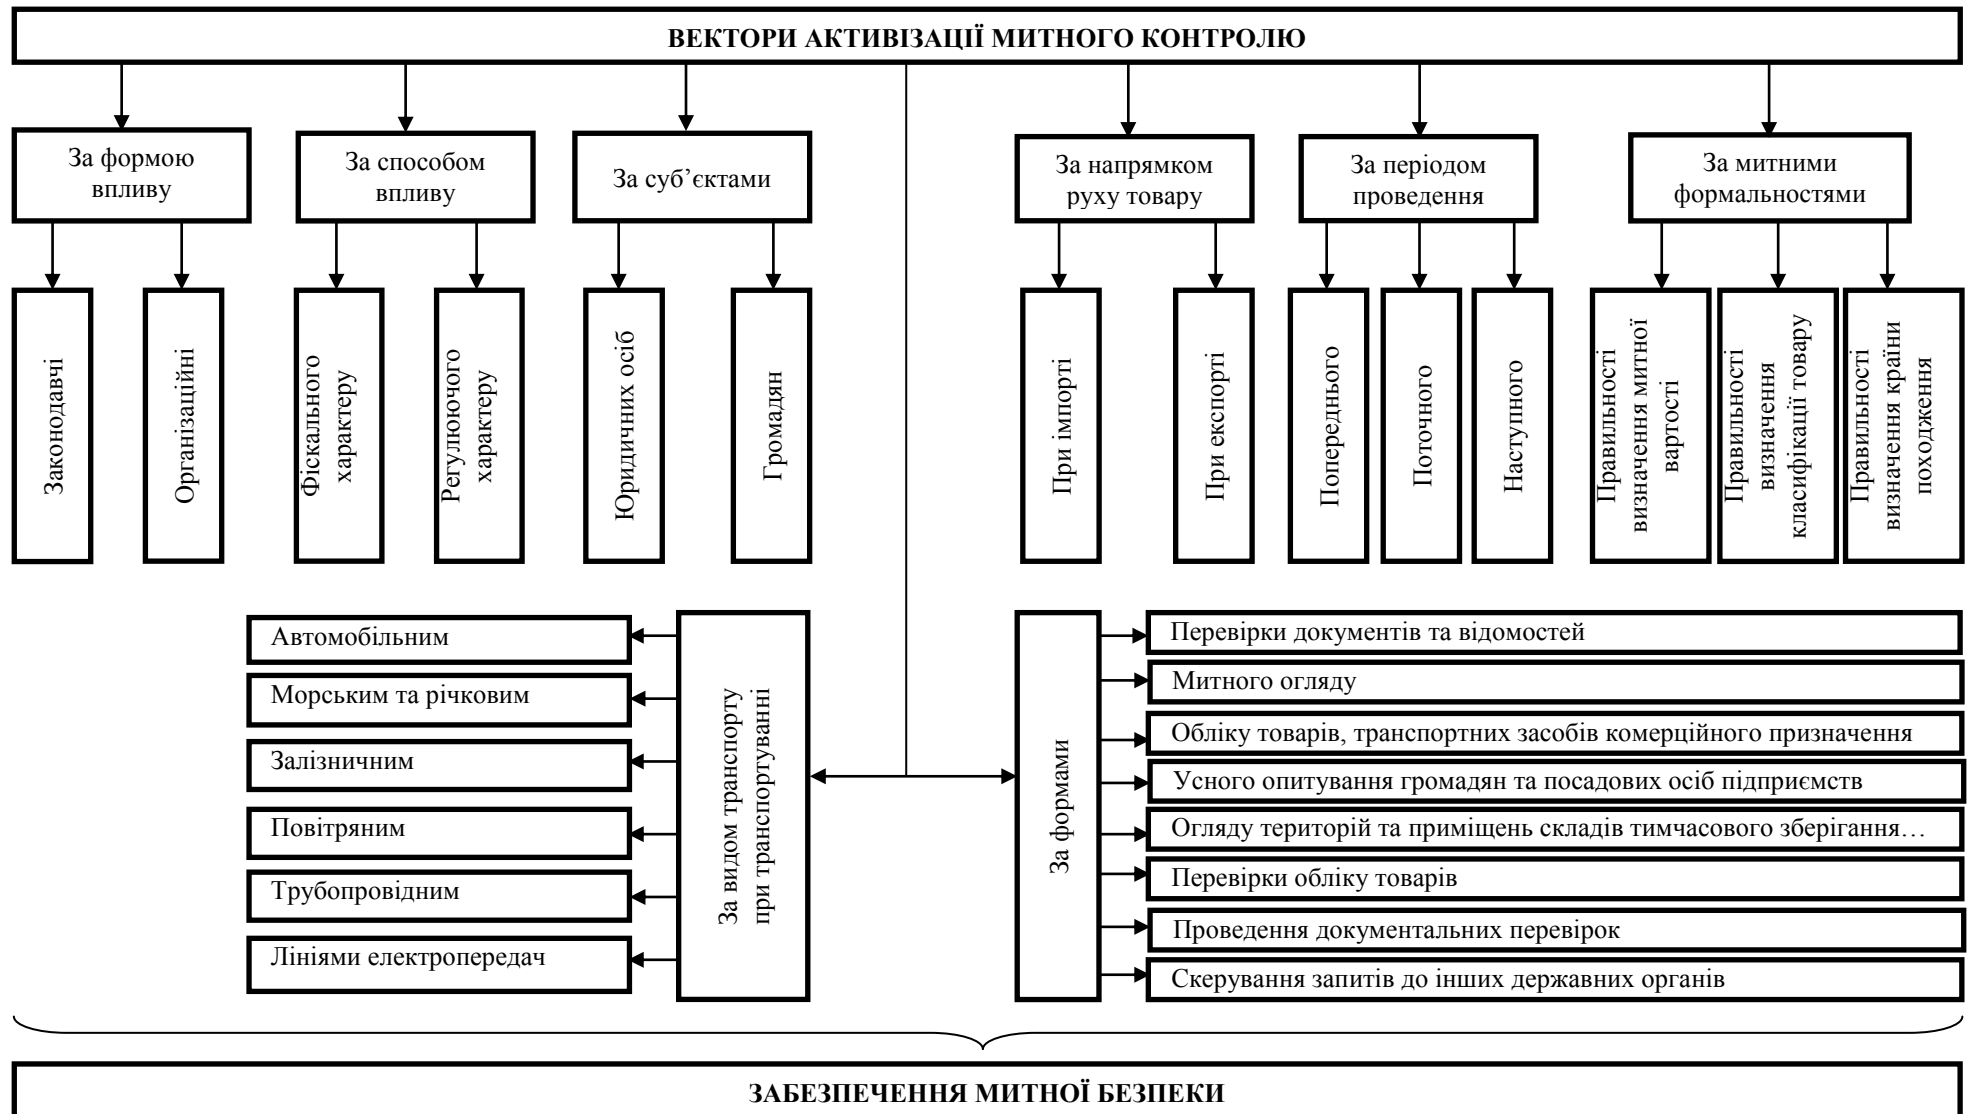 ВЕКТОРИ АКТИВІЗАЦІЇ МИТНОГО КОНТРОЛЮ
За формою
впливу
За способом
впливу
За суб’єктами
За напрямком
руху товару
За періодом
проведення
За митними
формальностями
Законодавчі
Організаційні
Фіскального
характеру
Регулюючого
характеру
Юридичних осіб
Громадян
При імпорті
При експорті
Попереднього
Поточного
Наступного
Правильності
визначення митної
вартості
Правильності
визначення
класифікації товару
Правильності
визначення країни
походження
Автомобільним
Морським та річковим
Залізничним
Повітряним
Трубопровідним
Лініями електропередач
За видом транспорту
при транспортуванні
За формами
Перевірки документів та відомостей
Митного огляду
Обліку товарів, транспортних засобів комерційного призначення
Усного опитування громадян та посадових осіб підприємств
Огляду територій та приміщень складів тимчасового зберігання…
Перевірки обліку товарів
Проведення документальних перевірок
Скерування запитів до інших державних органів
ЗАБЕЗПЕЧЕННЯ МИТНОЇ БЕЗПЕКИ